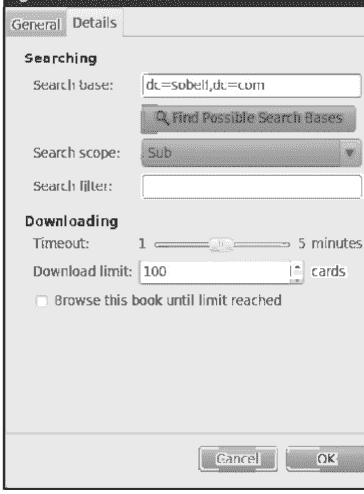 General Details
Searching
Search base: dc=sobell,dc=com
Find Possible Search Bases
Search scope: Sub
Search filter:
Downloading
Timeout: 1 5 minutes
Download limit: 100 cards
Browse this book until limit reached
Cancel OK